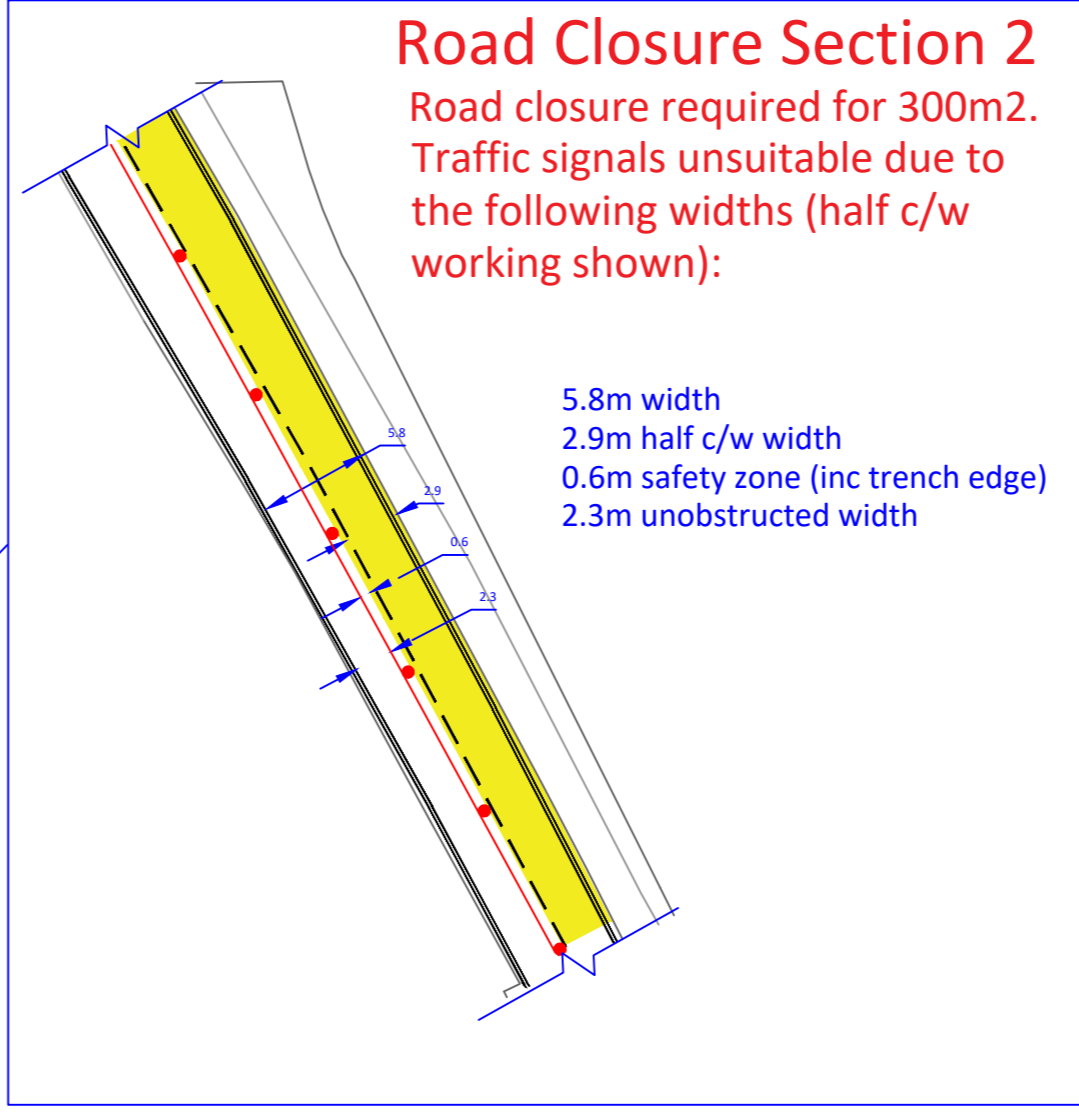 Road Closure Section 2
Road closure required for 300m2.
Traffic signals unsuitable due to
the following widths (half c/w
working shown):
5.8m width
2.9m half c/w width
0.6m safety zone (inc trench edge)
2.3m unobstructed width
5.8
2.9
0.6
2.3